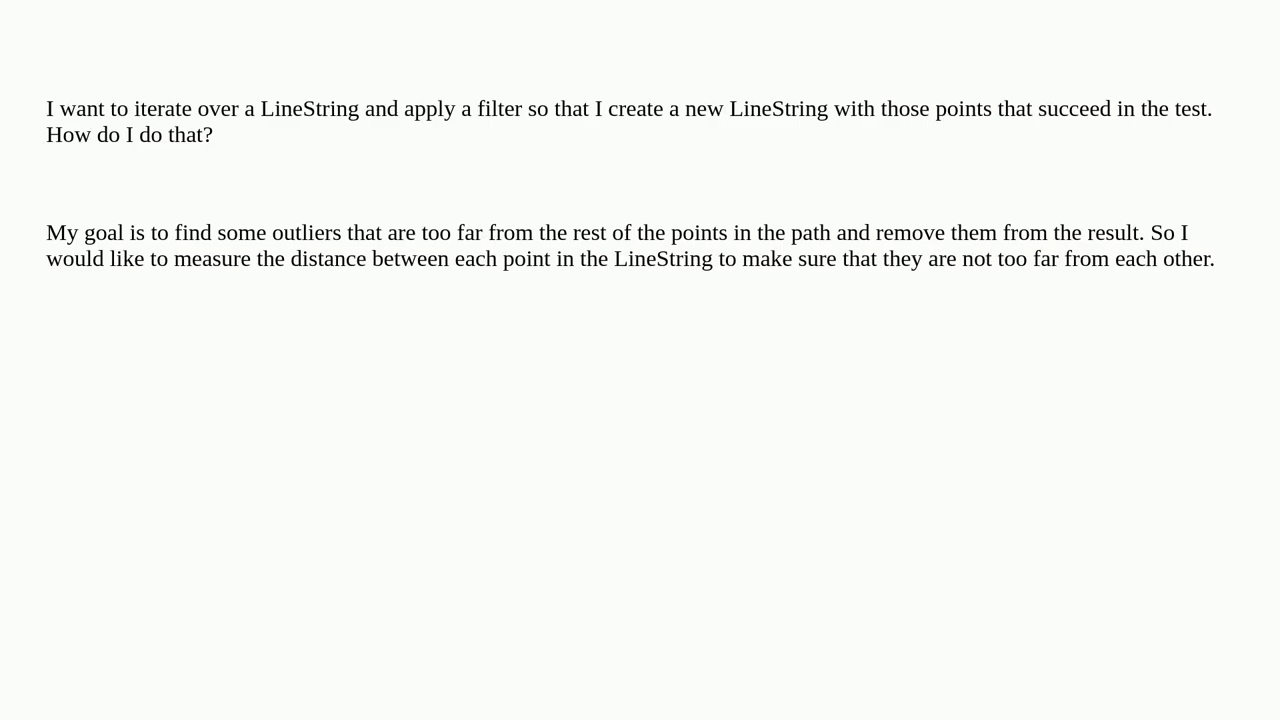 I want to iterate over a LineString and apply a filter so that I create a new LineString with those points that succeed in the test.
How do I do that?
My goal is to find some outliers that are too far from the rest of the points in the path and remove them from the result. So I
would like to measure the distance between each point in the LineString to make sure that they are not too far from each other.